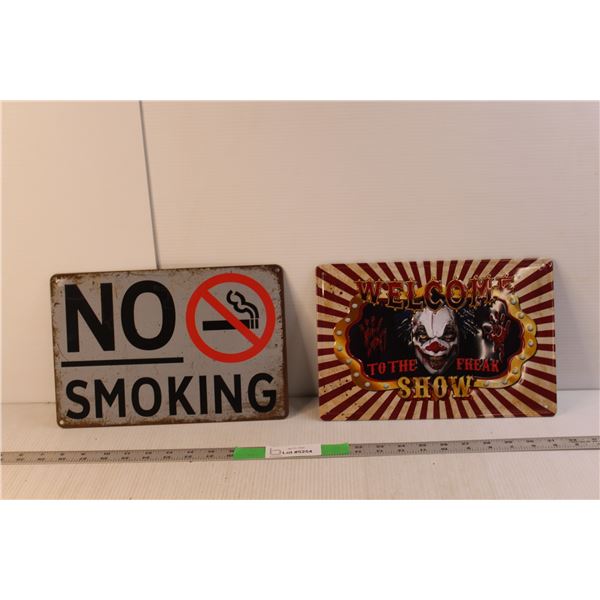 NO
SMOKING
WELCOME
TO THE FREAK
SHOW
Lot #5254